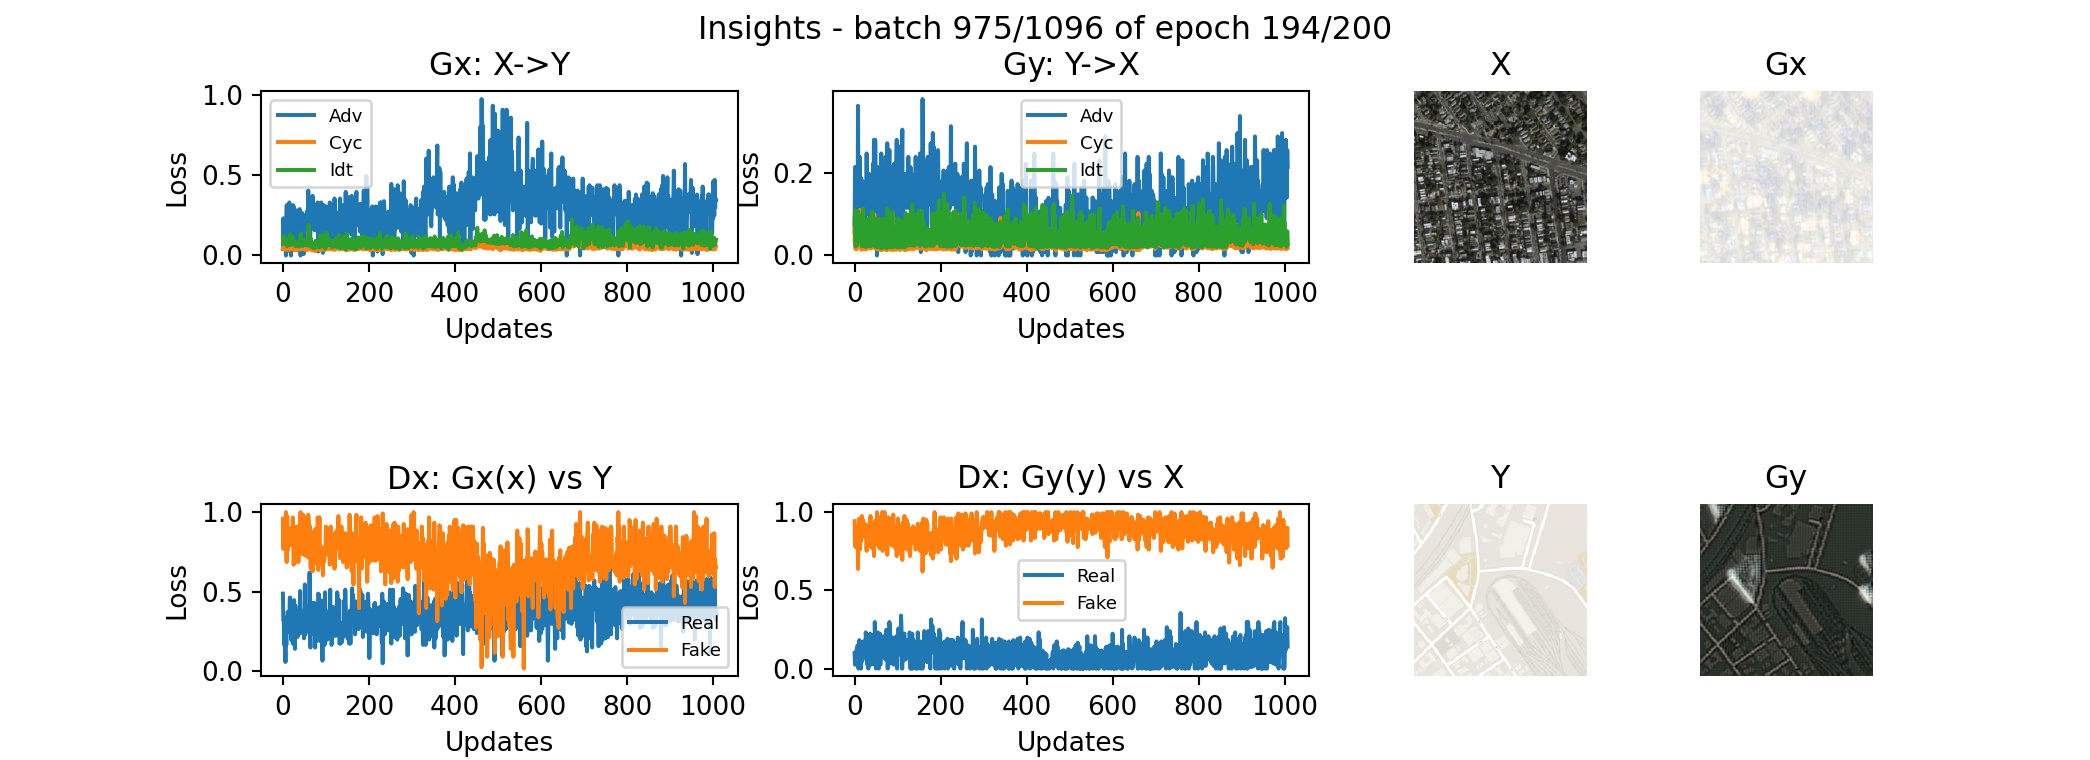 Insights - batch 975/1096 of epoch 194/200
Gx: X->Y
Gy: Y->X
X
Gx
1.0
0.5
0.0
Loss
Adv
Cyc
Idt
0 200 400 600 800 1000
Updates
0.2
0.0
Loss
Adv
Cyc
Idt
0 200 400 600 800 1000
Updates
Dx: Gx(x) vs Y
Dx: Gy(y) vs X
Y
Gy
1.0
0.5
0.0
Loss
Real
Fake
0 200 400 600 800 1000
Updates
1.0
0.5
0.0
Loss
Real
Fake
0 200 400 600 800 1000
Updates